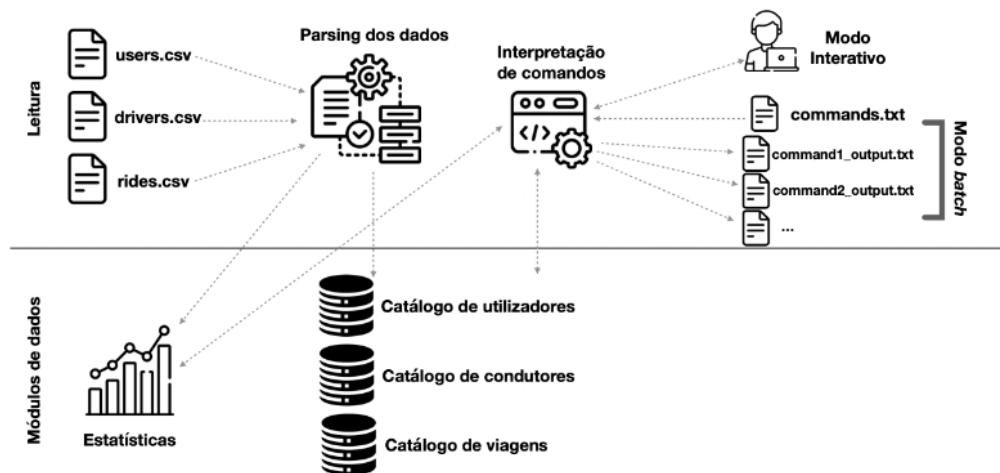 Leitura
users.csv
drivers.csv
rides.csv
Parsing dos dados
Interpretação
de comandos
</>
Modo
Interativo
commands.txt
command1_output.txt
command2_output.txt
...
Modo batch
Módulos de dados
Estatísticas
Catálogo de utilizadores
Catálogo de condutores
Catálogo de viagens